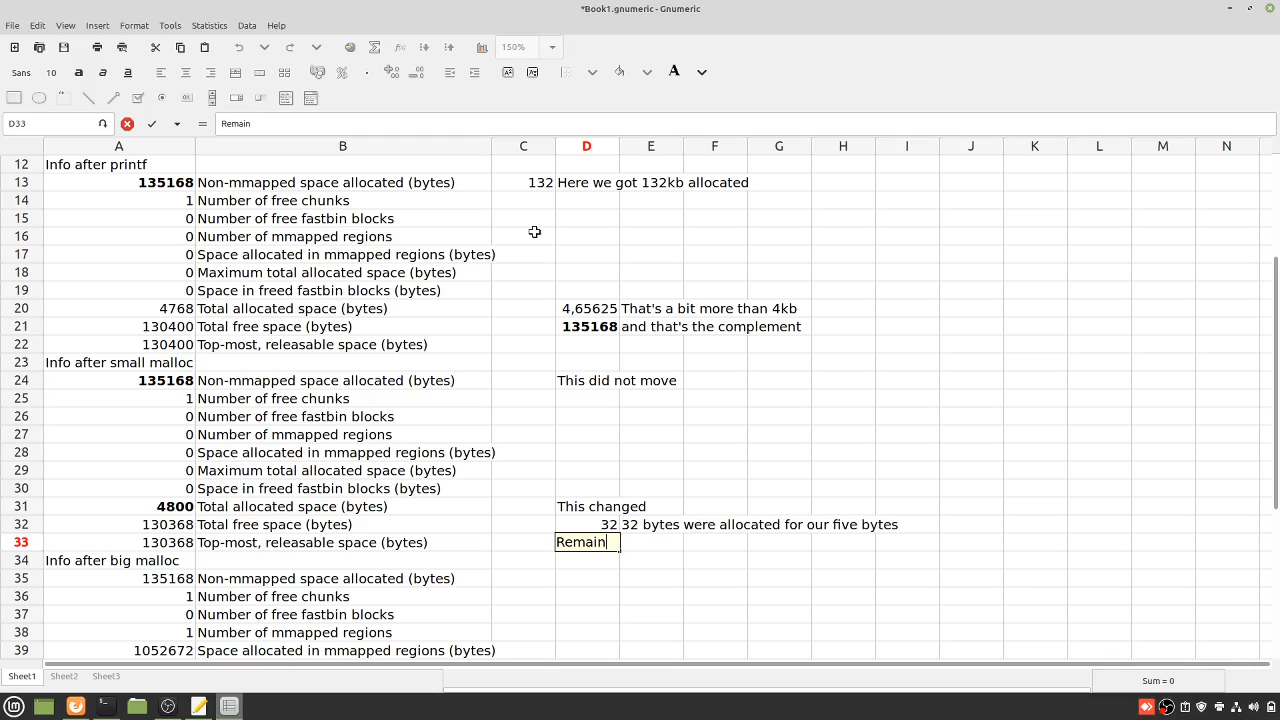 *Book1.gnumeric - Gnumeric
File Edit View Insert Format Tools Statistics Data Help
150%
Sans 10 a a a A
D33 = Remain
A B C D E F G H I J K L M N
12 Info after printf
13 135168 Non-mmapped space allocated (bytes) 132 Here we got 132kb allocated
14 1 Number of free chunks
15 0 Number of free fastbin blocks
16 0 Number of mmapped regions
17 0 Space allocated in mmapped regions (bytes)
18 0 Maximum total allocated space (bytes)
19 0 Space in freed fastbin blocks (bytes)
20 4768 Total allocated space (bytes) 4,65625 That's a bit more than 4kb
21 130400 Total free space (bytes) 135168 and that's the complement
22 130400 Top-most, releasable space (bytes)
23 Info after small malloc
24 135168 Non-mmapped space allocated (bytes) This did not move
25 1 Number of free chunks
26 0 Number of free fastbin blocks
27 0 Number of mmapped regions
28 0 Space allocated in mmapped regions (bytes)
29 0 Maximum total allocated space (bytes)
30 0 Space in freed fastbin blocks (bytes)
31 4800 Total allocated space (bytes) This changed
32 130368 Total free space (bytes) 32 32 bytes were allocated for our five bytes
33 130368 Top-most, releasable space (bytes) Remain
34 Info after big malloc
35 135168 Non-mmapped space allocated (bytes)
36 1 Number of free chunks
37 0 Number of free fastbin blocks
38 1 Number of mmapped regions
39 1052672 Space allocated in mmapped regions (bytes)
Sheet1 Sheet2 Sheet3 Sum = 0